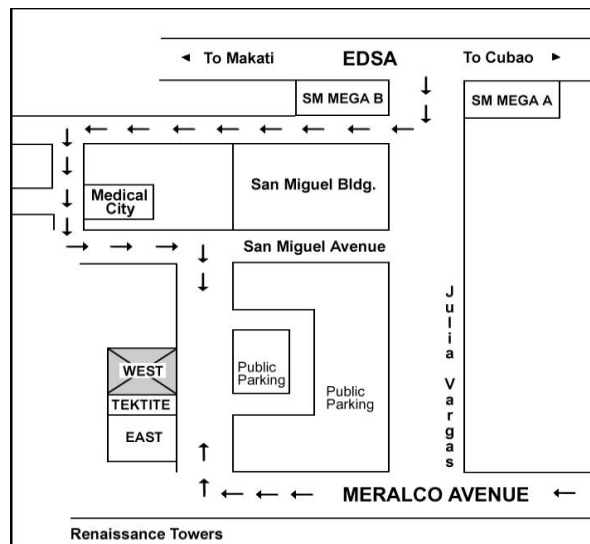 To Makati
EDSA
To Cubao
SM MEGA B
SM MEGA A
San Miguel Bldg.
Medical
City
San Miguel Avenue
Julia Vargas
WEST
TEKTITE
EAST
Public
Parking
Public
Parking
MERALCO AVENUE
Renaissance Towers